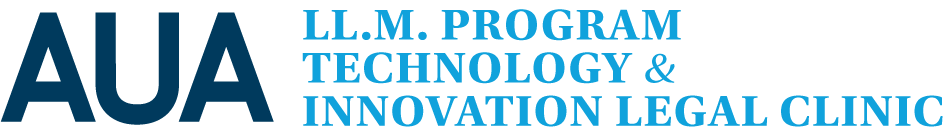 AUA
LL.M. PROGRAM
TECHNOLOGY &
INNOVATION LEGAL CLINIC